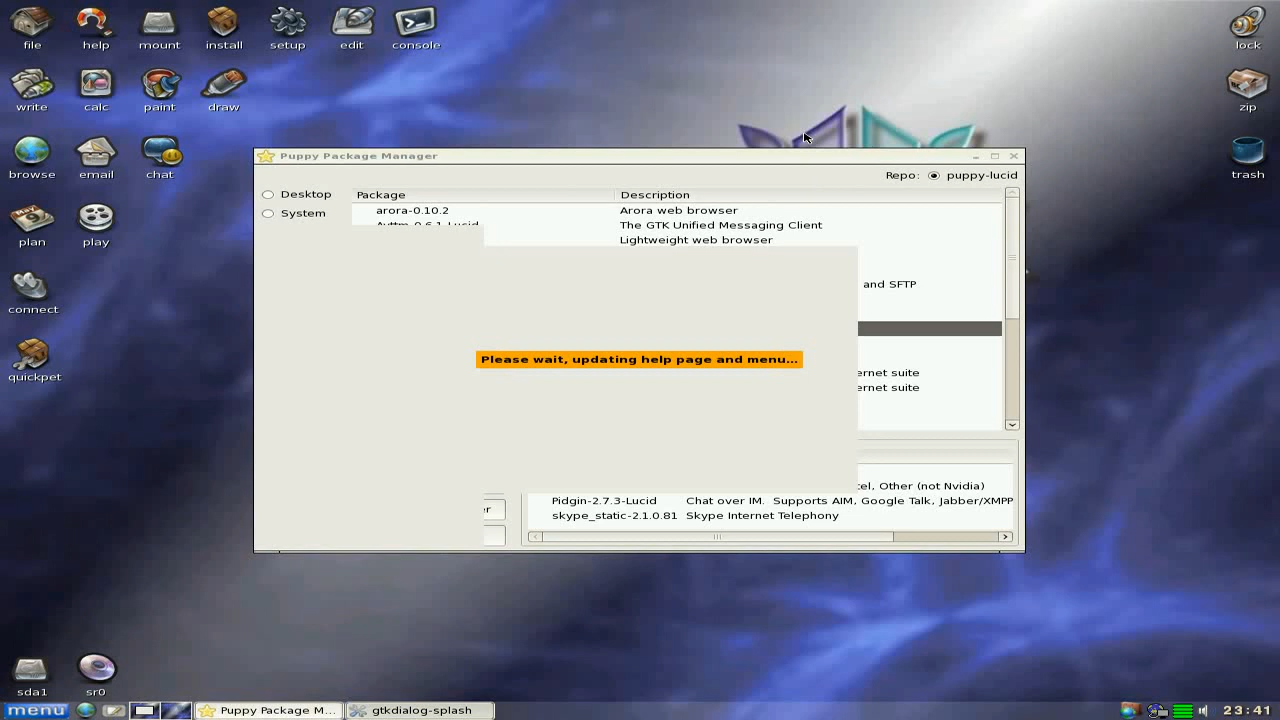 file help mount install setup edit console lock
write calc paint draw zip
browse email chat trash
plan play
connect
quickpet
Puppy Package Manager
Repo: puppy-lucid
Desktop
System
Package Description
arora-0.10.2 Arora web browser
The GTK Unified Messaging Client
Lightweight web browser
and SFTP
Please wait, updating help page and menu...
ernet suite
ernet suite
tel, Other (not Nvidia)
er
Pidgin-2.7.3-Lucid Chat over IM. Supports AIM, Google Talk, Jabber/XMPP
skype_static-2.1.0.81 Skype Internet Telephony
sda1 sr0
menu Puppy Package M... gtkdialog-splash 23:41